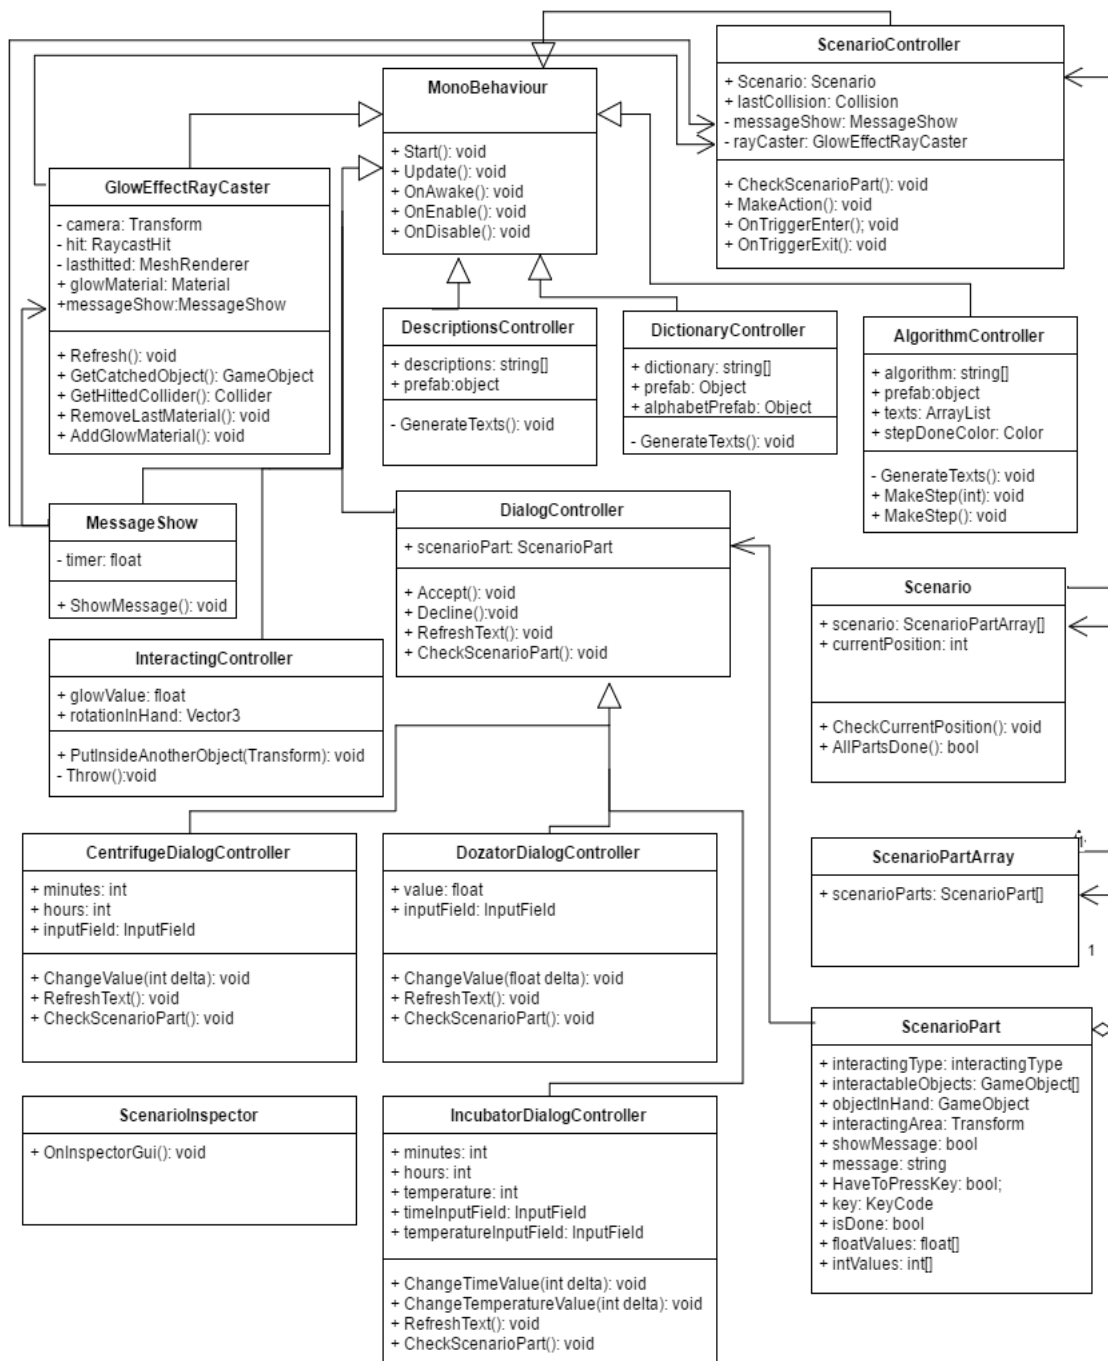 ScenarioController
+ Scenario: Scenario
+ lastCollision: Collision
- messageShow: MessageShow
- rayCaster: GlowEffectRayCaster
+ CheckScenarioPart(): void
+ MakeAction(): void
+ OnTriggerEnter(); void
+ OnTriggerExit(): void
MonoBehaviour
+ Start(): void
+ Update(): void
+ OnAwake(): void
+ OnEnable(): void
+ OnDisable(): void
GlowEffectRayCaster
- camera: Transform
- hit: RaycastHit
- lasthitted: MeshRenderer
+ glowMaterial: Material
+messageShow:MessageShow
+ Refresh(): void
+ GetCatchedObject(): GameObject
+ GetHittedCollider(): Collider
+ RemoveLastMaterial(): void
+ AddGlowMaterial(): void
DescriptionsController
+ descriptions: string[]
+ prefab:object
- GenerateTexts(): void
DictionaryController
+ dictionary: string[]
+ prefab: Object
+ alphabetPrefab: Object
- GenerateTexts(): void
AlgorithmController
+ algorithm: string[]
+ prefab:object
+ texts: ArrayList
+ stepDoneColor: Color
- GenerateTexts(): void
+ MakeStep(int): void
+ MakeStep(): void
MessageShow
- timer: float
+ ShowMessage(): void
DialogController
+ scenarioPart: ScenarioPart
+ Accept(): void
+ Decline():void
+ RefreshText(): void
+ CheckScenarioPart(): void
Scenario
+ scenario: ScenarioPartArray[]
+ currentPosition: int
+ CheckCurrentPosition(): void
+ AllPartsDone(): bool
InteractingController
+ glowValue: float
+ rotationInHand: Vector3
+ PutInsideAnotherObject(Transform): void
- Throw():void
CentrifugeDialogController
+ minutes: int
+ hours: int
+ inputField: InputField
+ ChangeValue(int delta): void
+ RefreshText(): void
+ CheckScenarioPart(): void
DozatorDialogController
+ value: float
+ inputField: InputField
+ ChangeValue(float delta): void
+ RefreshText(): void
+ CheckScenarioPart(): void
ScenarioPartArray
+ scenarioParts: ScenarioPart[]
1
ScenarioPart
+ interactingType: interactingType
+ interactableObjects: GameObject[]
+ objectInHand: GameObject
+ interactingArea: Transform
+ showMessage: bool
+ message: string
+ HaveToPressKey: bool;
+ key: KeyCode
+ isDone: bool
+ floatValues: float[]
+ intValues: int[]
ScenarioInspector
+ OnInspectorGui(): void
IncubatorDialogController
+ minutes: int
+ hours: int
+ temperature: int
+ timeInputField: InputField
+ temperatureInputField: InputField
+ ChangeTimeValue(int delta): void
+ ChangeTemperatureValue(int delta): void
+ RefreshText(): void
+ CheckScenarioPart(): void